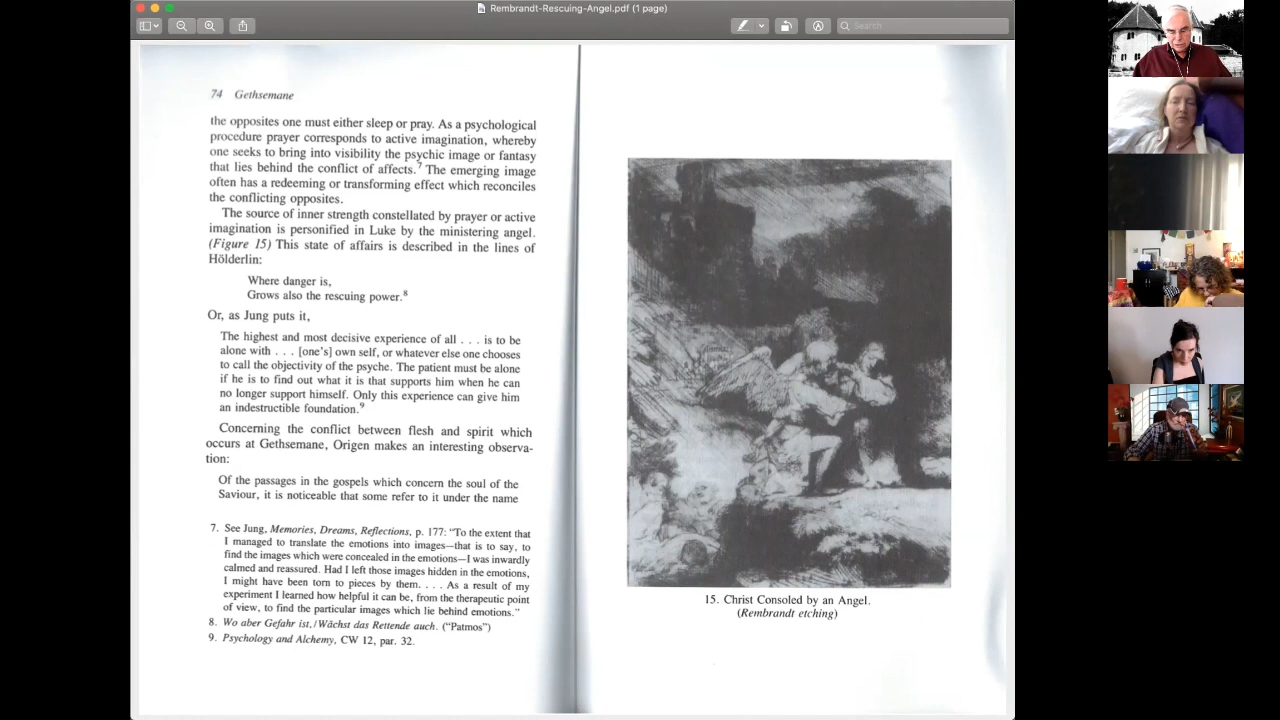 Rembrandt-Rescuing-Angel.pdf (1 page)
Search
74 Gethsemane
the opposites one must either sleep or pray. As a psychological
procedure prayer corresponds to active imagination, whereby
one seeks to bring into visibility the psychic image or fantasy
that lies behind the conflict of affects.7 The emerging image
often has a redeeming or transforming effect which reconciles
the conflicting opposites.
The source of inner strength constellated by prayer or active
imagination is personified in Luke by the ministering angel.
(Figure 15) This state of affairs is described in the lines of
Hölderlin:
Where danger is,
Grows also the rescuing power.8
Or, as Jung puts it,
The highest and most decisive experience of all . . . is to be
alone with . . . [one's] own self, or whatever else one chooses
to call the objectivity of the psyche. The patient must be alone
if he is to find out what it is that supports him when he can
no longer support himself. Only this experience can give him
an indestructible foundation.9
Concerning the conflict between flesh and spirit which
occurs at Gethsemane, Origen makes an interesting observa-
tion:
Of the passages in the gospels which concern the soul of the
Saviour, it is noticeable that some refer to it under the name
7. See Jung, Memories, Dreams, Reflections, p. 177: "To the extent that
I managed to translate the emotions into images—that is to say, to
find the images which were concealed in the emotions—I was inwardly
calmed and reassured. Had I left those images hidden in the emotions,
I might have been torn to pieces by them. . . . As a result of my
experiment I learned how helpful it can be, from the therapeutic point
of view, to find the particular images which lie behind emotions."
8. Wo aber Gefahr ist,/Wächst das Rettende auch. ("Patmos")
9. Psychology and Alchemy, CW 12, par. 32.
15. Christ Consoled by an Angel.
(Rembrandt etching)